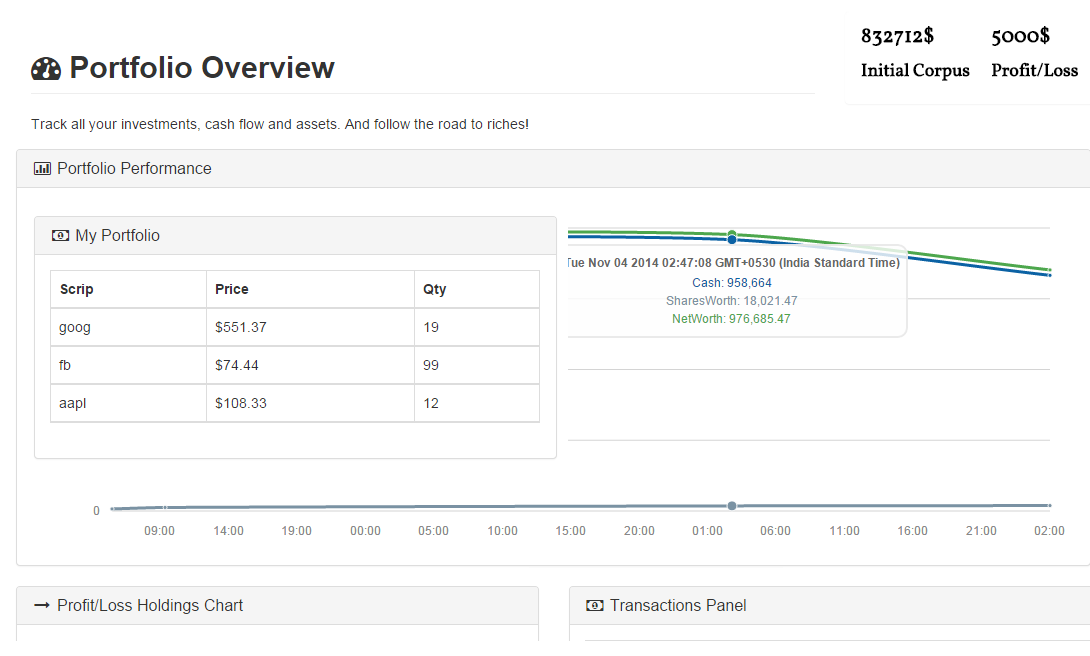 832712$ 5000$
Initial Corpus Profit/Loss
Portfolio Overview
Track all your investments, cash flow and assets. And follow the road to riches!
Portfolio Performance
My Portfolio
Scrip Price Qty
goog $551.37 19
fb $74.44 99
aapl $108.33 12
Tue Nov 04 2014 02:47:08 GMT+0530 (India Standard Time)
Cash: 958,664
SharesWorth: 18,021.47
NetWorth: 976,685.47
0
09:00 14:00 19:00 00:00 05:00 10:00 15:00 20:00 01:00 06:00 11:00 16:00 21:00 02:00
Profit/Loss Holdings Chart
Transactions Panel